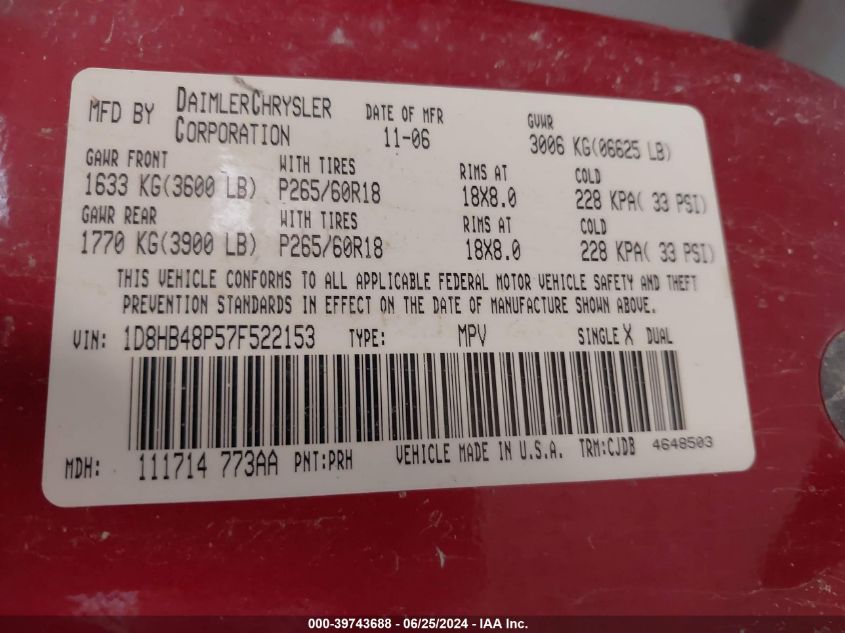 MFD BY DAIMLERCHRYSLER CORPORATION DATE OF MFR 11-06 GVWR 3006 KG(06625 LB)
GAWR FRONT WITH TIRES RIMS AT COLD
1633 KG(3600 LB) P265/60R18 18X8.0 228 KPA( 33 PSI)
GAWR REAR WITH TIRES RIMS AT COLD
1770 KG(3900 LB) P265/60R18 18X8.0 228 KPA( 33 PSI)
THIS VEHICLE CONFORMS TO ALL APPLICABLE FEDERAL MOTOR VEHICLE SAFETY AND THEFT
PREVENTION STANDARDS IN EFFECT ON THE DATE OF MANUFACTURE SHOWN ABOVE.
VIN: 1D8HB48P57F522153 TYPE: MPV SINGLE X DUAL
MDH: 111714 773AA PNT:PRH VEHICLE MADE IN U.S.A. TRM:CJDB 4648503
000-39743688 - 06/25/2024 - IAA Inc.